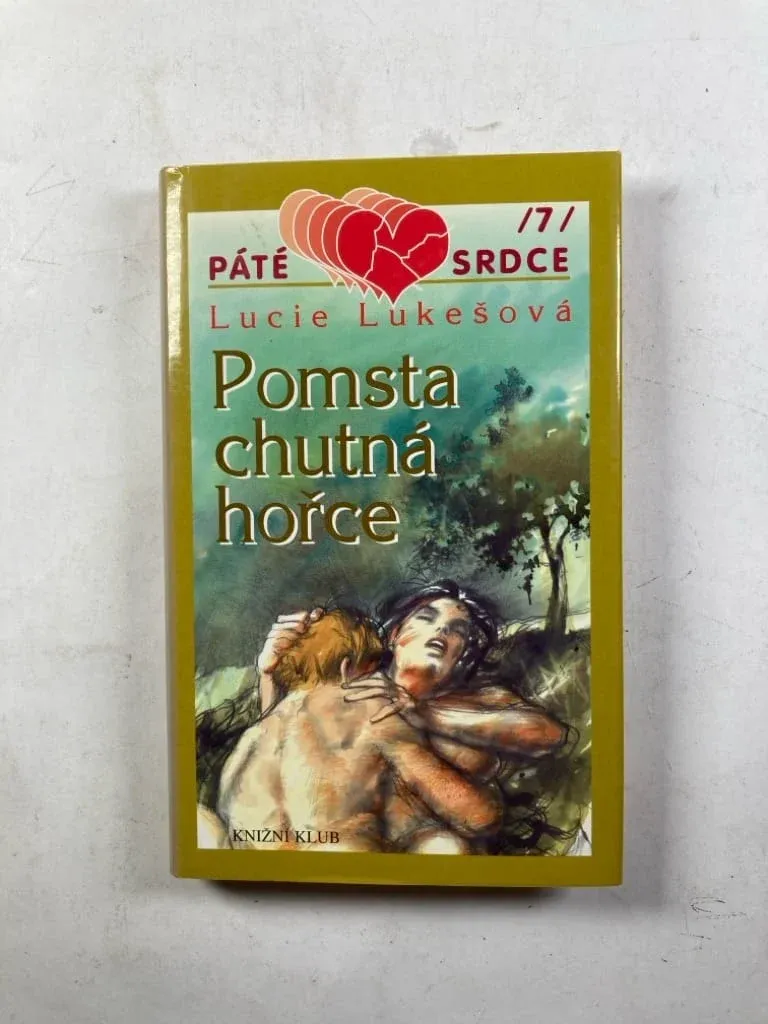 /7/
PÁTÉ SRDCE
Lucie Lukešová
Pomsta
chutná
hořce
KNIŽNÍ KLUB